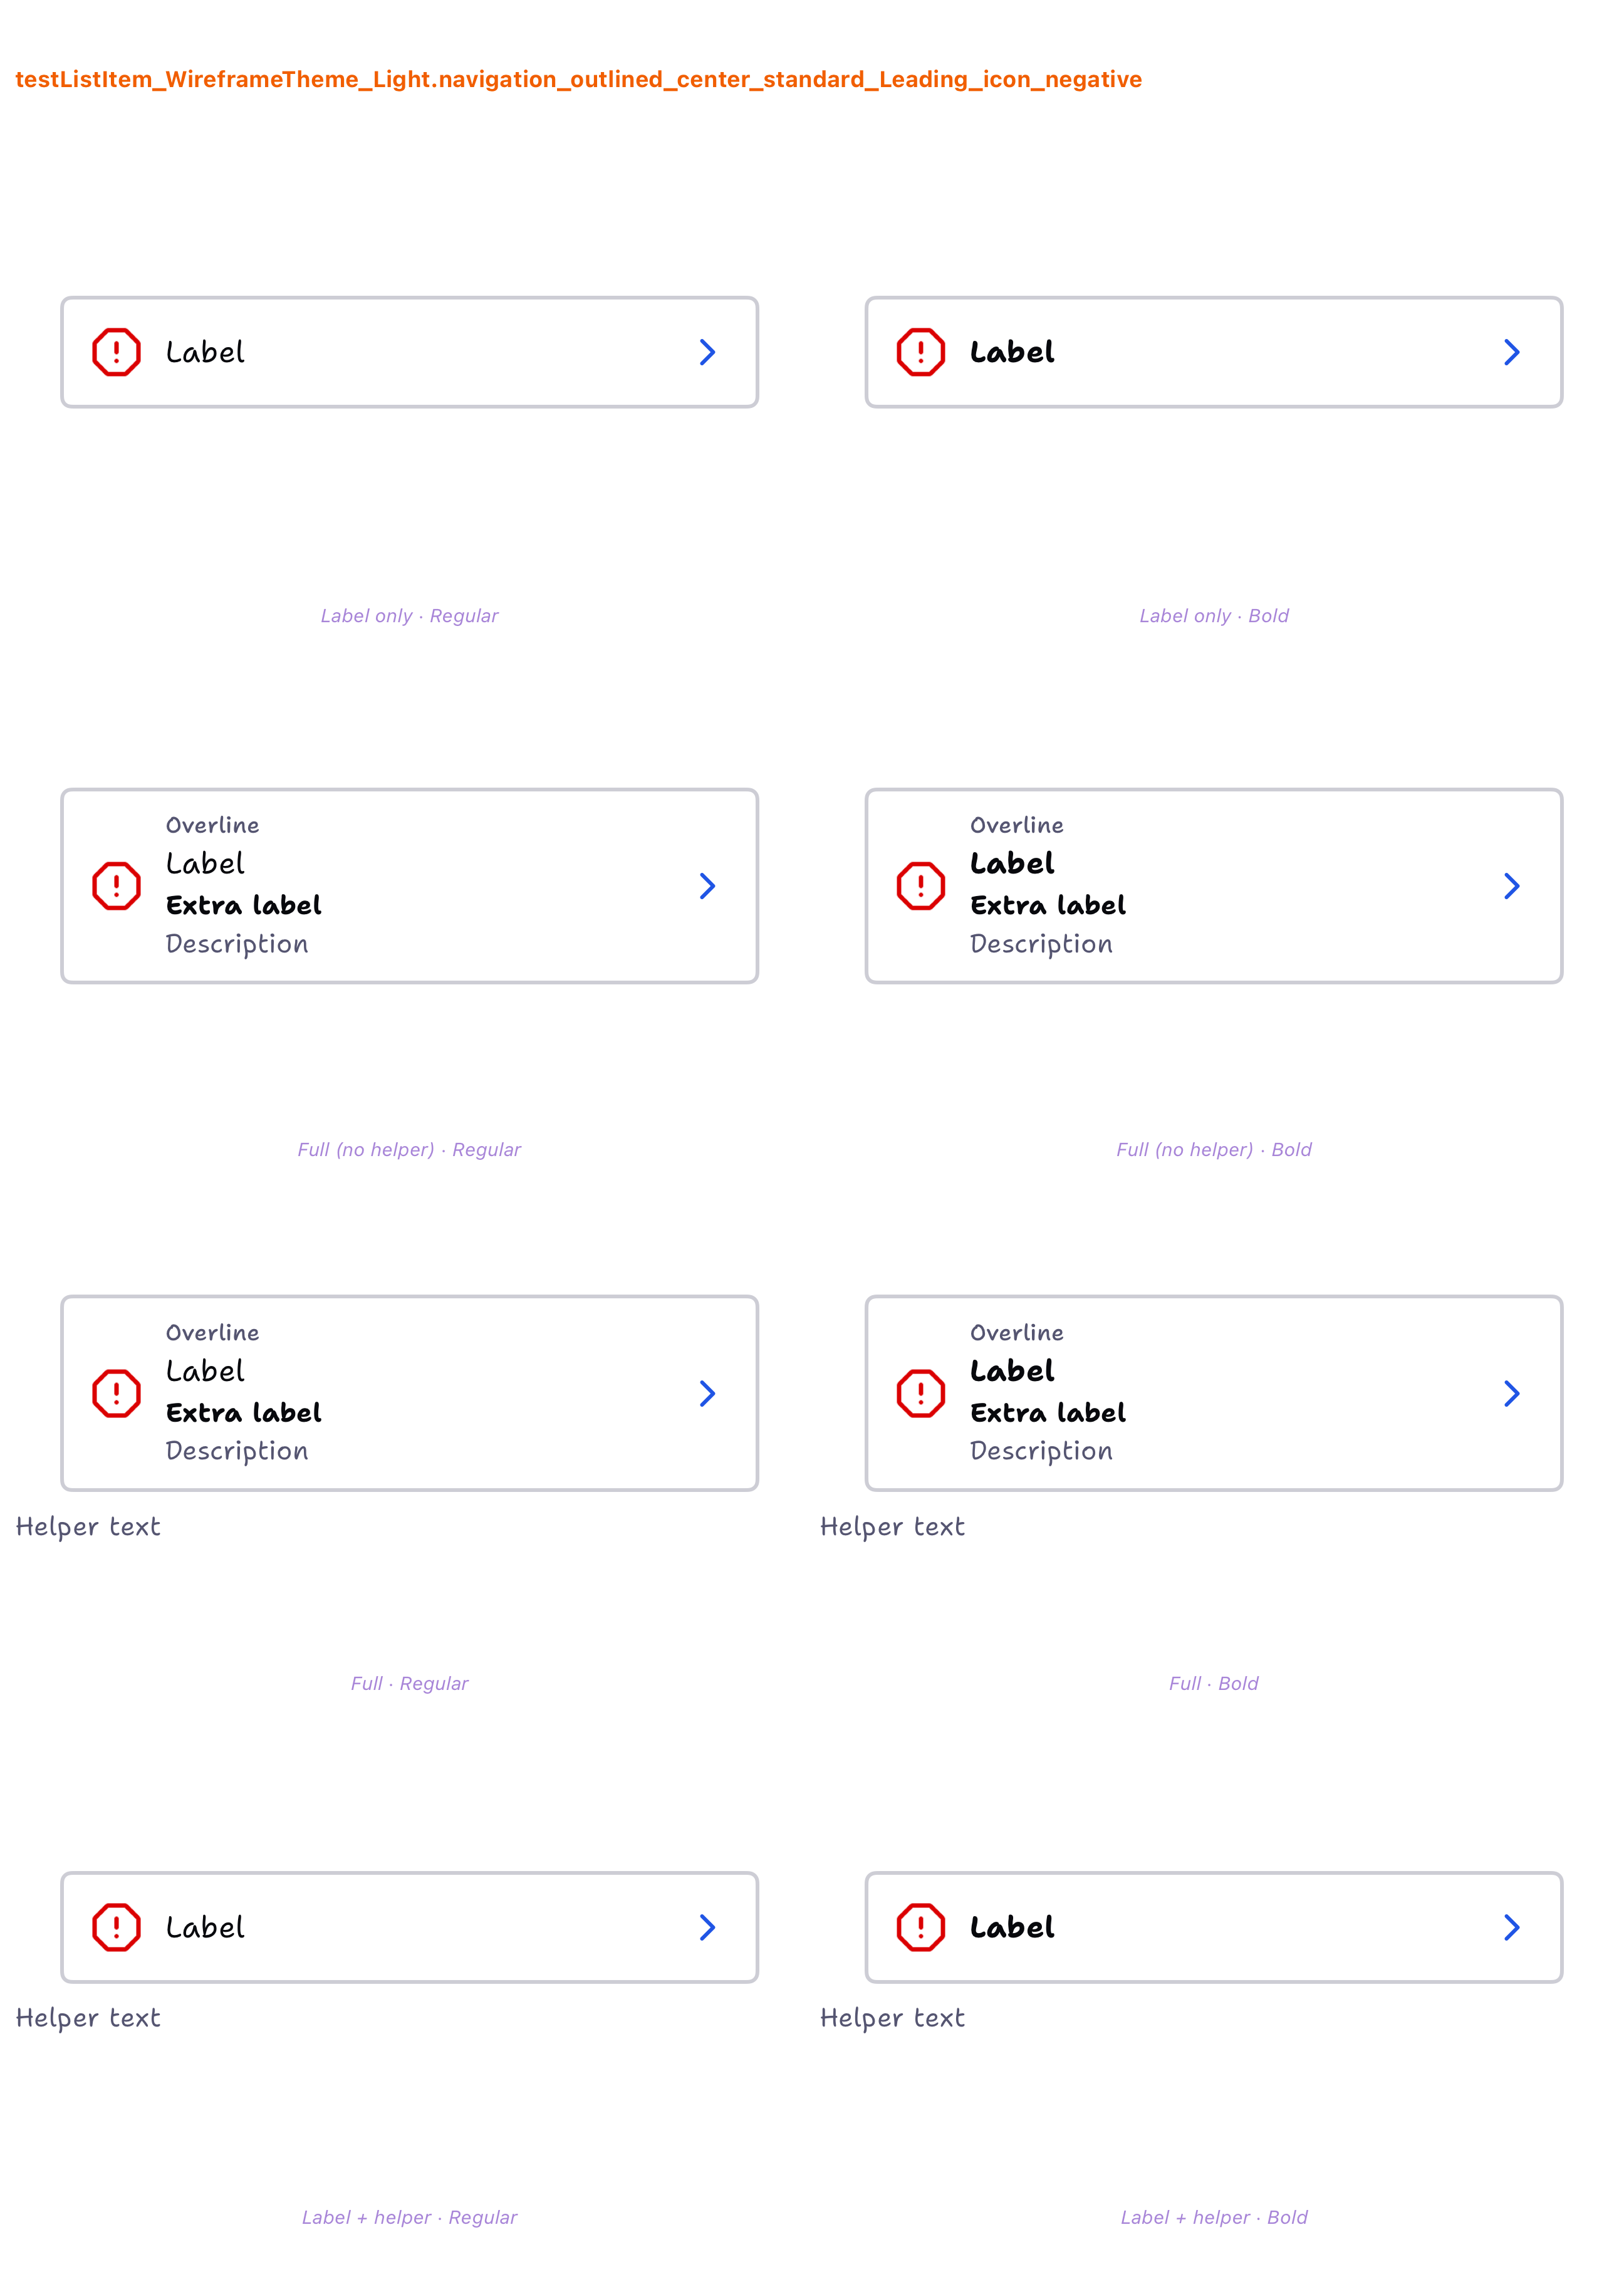 testListItem_WireframeTheme_Light.navigation_outlined_center_standard_Leading_icon_negative
Label
Label
Label only · Regular
Label only · Bold
Overline
Label
Extra label
Description
Overline
Label
Extra label
Description
Full (no helper) · Regular
Full (no helper) · Bold
Overline
Label
Extra label
Description
Helper text
Overline
Label
Extra label
Description
Helper text
Full · Regular
Full · Bold
Label
Helper text
Label
Helper text
Label + helper · Regular
Label + helper · Bold